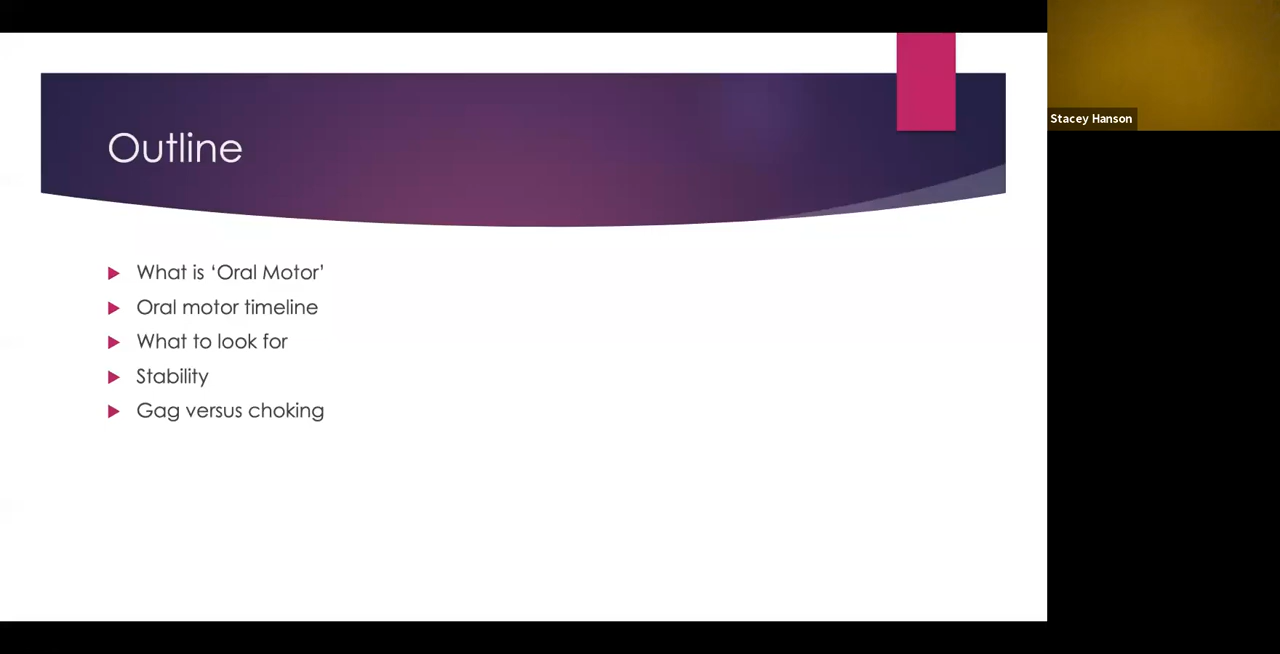 Outline
What is ‘Oral Motor’
Oral motor timeline
What to look for
Stability
Gag versus choking
Stacey Hanson